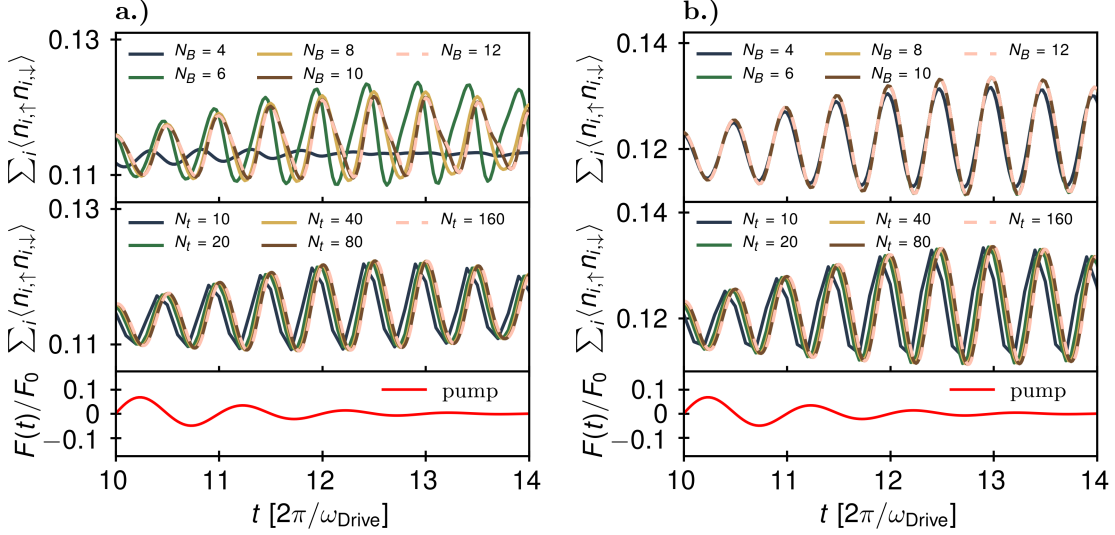 a.)
0.13
N_B = 4
N_B = 8
N_B = 12
N_B = 6
N_B = 10
0.11
∑_i⟨n_{i,↑} n_{i,↓}⟩
0.13
N_t = 10
N_t = 40
N_t = 160
N_t = 20
N_t = 80
0.11
∑_i⟨n_{i,↑} n_{i,↓}⟩
0.1
0
−0.1
F(t)/F_0
pump
10
11
12
13
14
t [2π/ω_Drive]
b.)
0.14
N_B = 4
N_B = 8
N_B = 12
N_B = 6
N_B = 10
0.12
∑_i⟨n_{i,↑} n_{i,↓}⟩
0.14
N_t = 10
N_t = 40
N_t = 160
N_t = 20
N_t = 80
0.12
∑_i⟨n_{i,↑} n_{i,↓}⟩
0.1
0
−0.1
F(t)/F_0
pump
10
11
12
13
14
t [2π/ω_Drive]